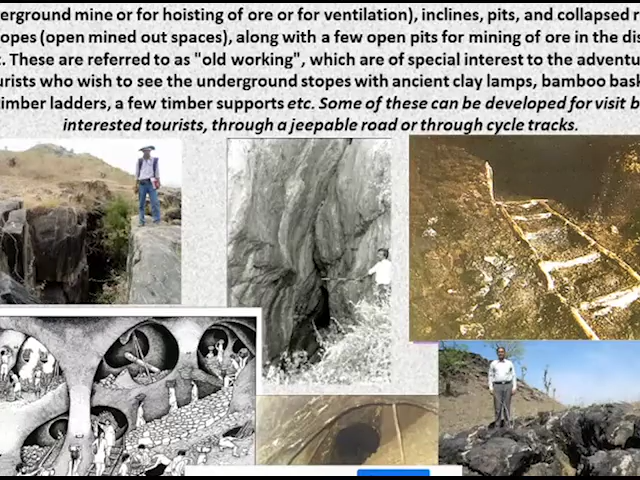 erground mine or for hoisting of ore or for ventilation), inclines, pits, and collapsed
opes (open mined out spaces), along with a few open pits for mining of ore in the dis
. These are referred to as "old working", which are of special interest to the adventu
urists who wish to see the underground stopes with ancient clay lamps, bamboo bask
timber ladders, a few timber supports etc. Some of these can be developed for visit b
interested tourists, through a jeepable road or through cycle tracks.